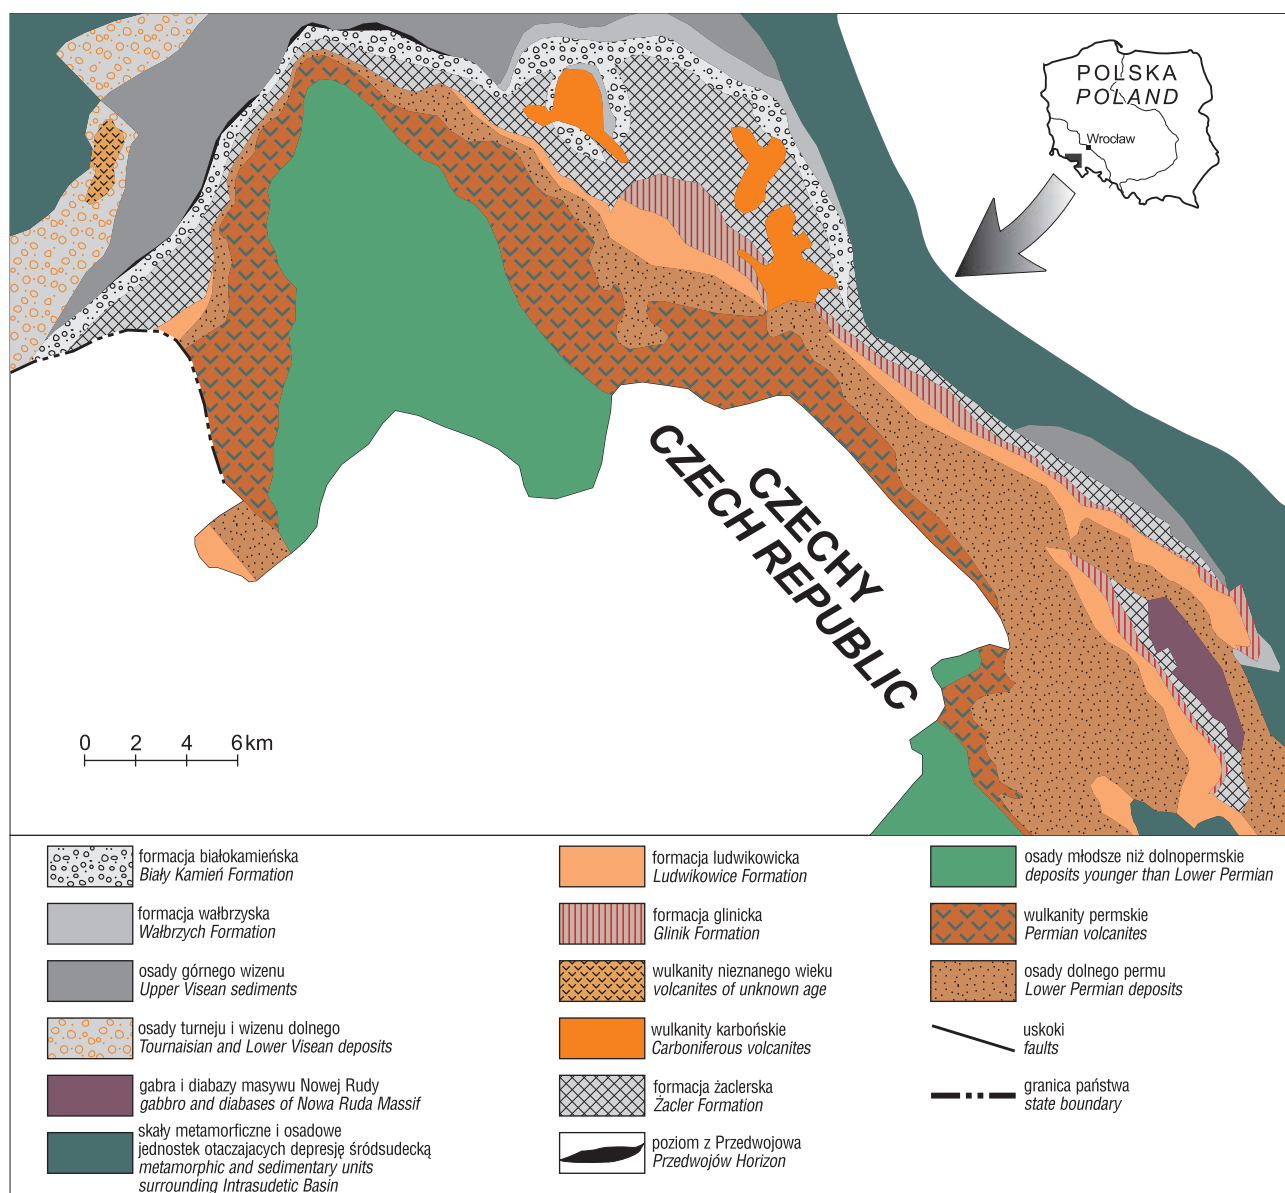 POLSKA
POLAND
Wrocław
CZECHY
CZECH REPUBLIC
0 2 4 6 km
formacja białokamieńska
Biały Kamień Formation
formacja wałbrzyska
Wałbrzych Formation
osady górnego wizenu
Upper Visean sediments
osady turneju i wizenu dolnego
Tournaisian and Lower Visean deposits
gabra i diabazy masywu Nowej Rudy
gabbro and diabases of Nowa Ruda Massif
skały metamorficzne i osadowe
jednostek otaczajacych depresję śródsudecką
metamorphic and sedimentary units
surrounding Intrasudetic Basin
formacja ludwikowicka
Ludwikowice Formation
formacja glinicka
Glinik Formation
wulkanity nieznanego wieku
volcanites of unknown age
wulkanity karbońskie
Carboniferous volcanites
formacja żaclerska
Żacler Formation
poziom z Przedwojowa
Przedwojów Horizon
osady młodsze niż dolnopermskie
deposits younger than Lower Permian
wulkanity permskie
Permian volcanites
osady dolnego permu
Lower Permian deposits
uskoki
faults
granica państwa
state boundary